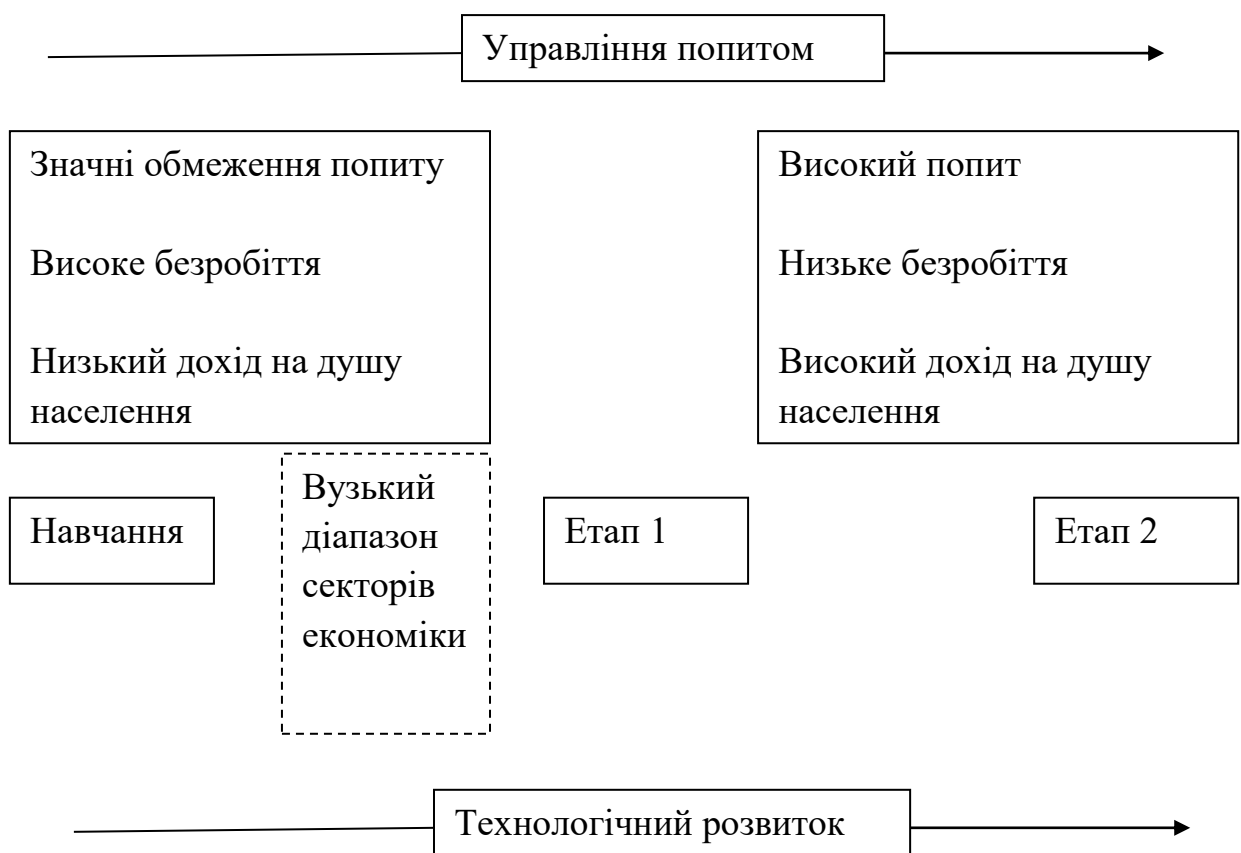 Управління попитом
Значні обмеження попиту
Високе безробіття
Низький дохід на душу
населення
Високий попит
Низьке безробіття
Високий дохід на душу
населення
Навчання
Вузький
діапазон
секторів
економіки
Етап 1
Етап 2
Технологічний розвиток